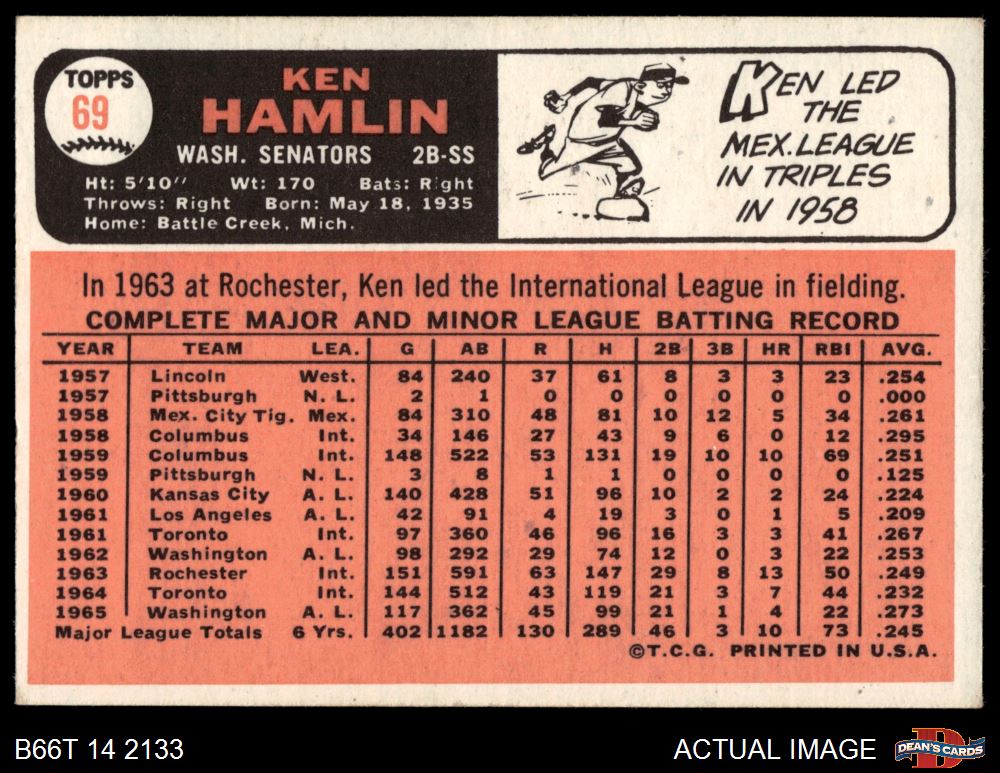 TOPPS
69
KEN
HAMLIN
WASH. SENATORS 2B-SS
Ht: 5'10" Wt: 170 Bats: Right
Throws: Right Born: May 18, 1935
Home: Battle Creek, Mich.
KEN LED
THE
MEX. LEAGUE
IN TRIPLES
IN 1958
In 1963 at Rochester, Ken led the International League in fielding.
COMPLETE MAJOR AND MINOR LEAGUE BATTING RECORD
YEAR TEAM LEA. G AB R H 2B 3B HR RBI AVG.
1957 Lincoln West. 84 240 37 61 8 3 3 23 .254
1957 Pittsburgh N. L. 2 1 0 0 0 0 0 0 .000
1958 Mex. City Tig. Mex. 84 310 48 81 10 12 5 34 .261
1958 Columbus Int. 34 146 27 43 9 6 0 12 .295
1959 Columbus Int. 148 522 53 131 19 10 10 69 .251
1959 Pittsburgh N. L. 3 8 1 1 0 0 0 0 .125
1960 Kansas City A. L. 140 428 51 96 10 2 2 24 .224
1961 Los Angeles A. L. 42 91 4 19 3 0 1 5 .209
1961 Toronto Int. 97 360 46 96 16 3 3 41 .267
1962 Washington A. L. 98 292 29 74 12 0 3 22 .253
1963 Rochester Int. 151 591 63 147 29 8 13 50 .249
1964 Toronto Int. 144 512 43 119 21 3 7 44 .232
1965 Washington A. L. 117 362 45 99 21 1 4 22 .273
Major League Totals 6 Yrs. 402 1182 130 289 46 3 10 73 .245
©T.C.G. PRINTED IN U.S.A.
B66T 14 2133 ACTUAL IMAGE DEAN'S CARDS